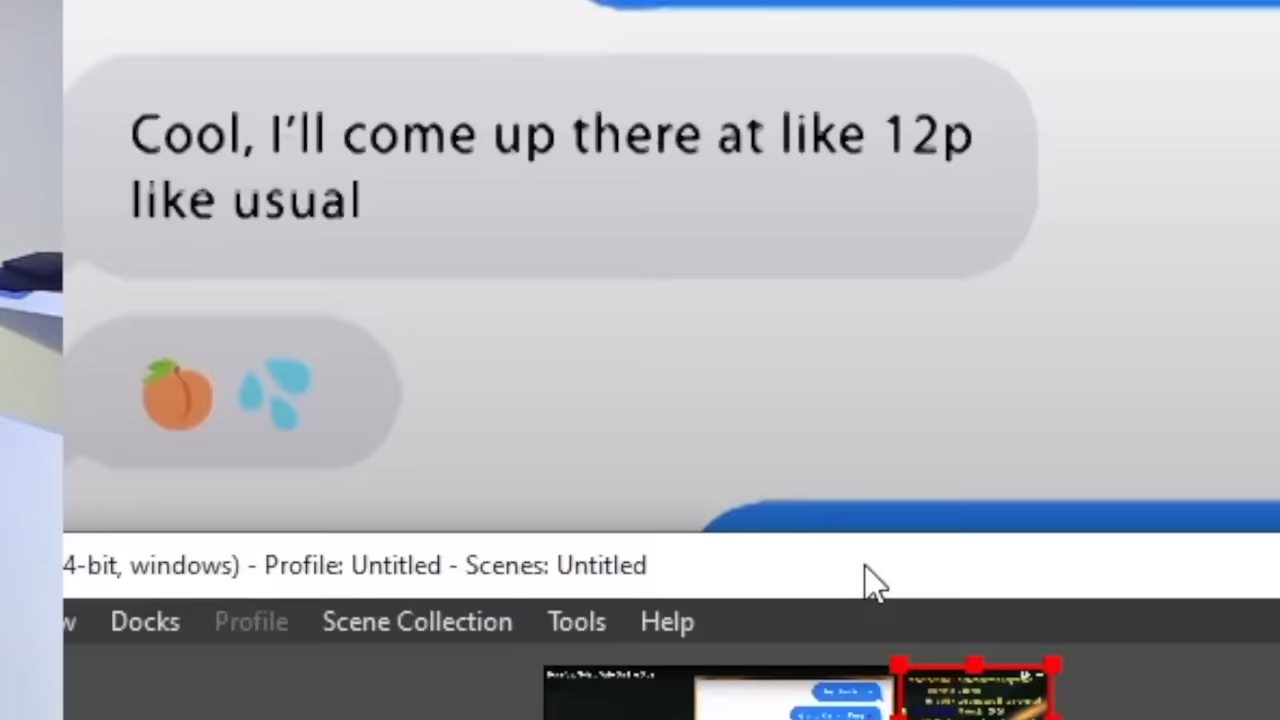 Cool, I'll come up there at like 12p
like usual
🍑 💦
4-bit, windows) - Profile: Untitled - Scenes: Untitled
Docks Profile Scene Collection Tools Help